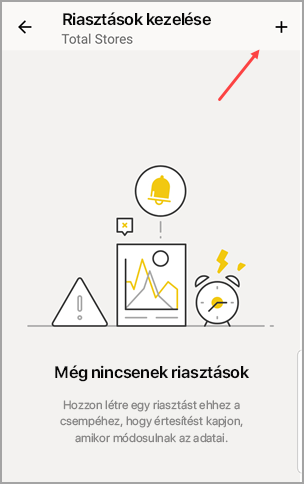 Riasztások kezelése
Total Stores
Még nincsenek riasztások
Hozzon létre egy riasztást ehhez a
csempéhez, hogy értesítést kapjon,
amikor módosulnak az adatai.